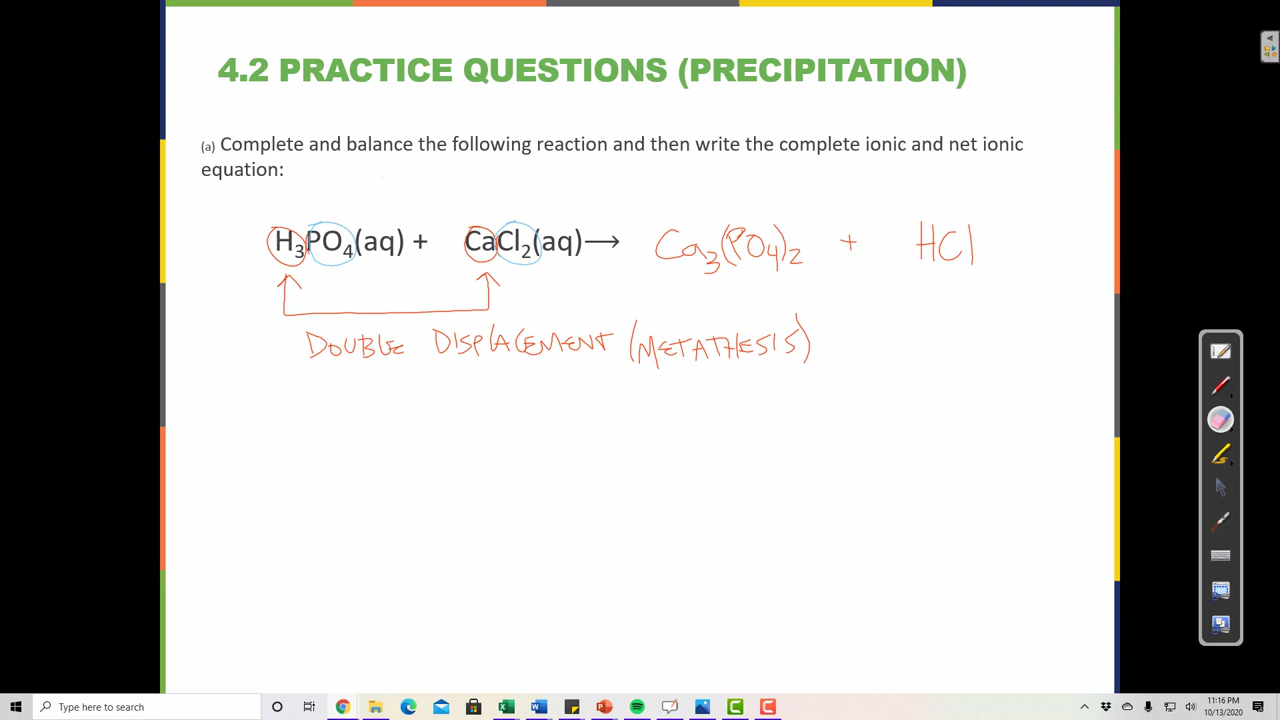 4.2 PRACTICE QUESTIONS (PRECIPITATION)
(a) Complete and balance the following reaction and then write the complete ionic and net ionic
equation:
H₃PO₄(aq) + CaCl₂(aq)⟶ Ca₃(PO₄)₂ + HCl
DOUBLE DISPLACEMENT (METATHESIS)
Type here to search
11:16 PM
10/13/2020